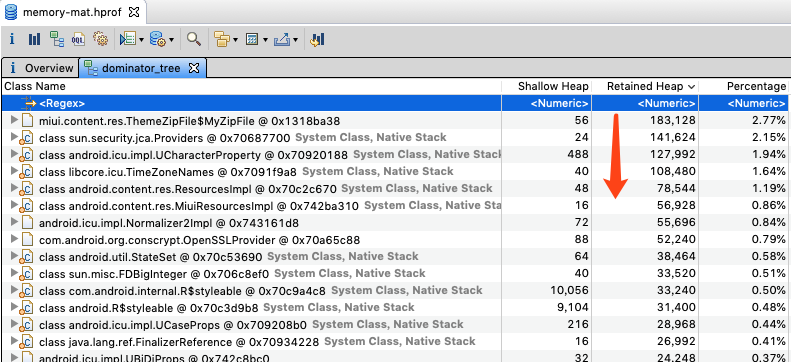 memory-mat.hprof
i OQL
i Overview dominator_tree
Class Name Shallow Heap Retained Heap Percentage
<Regex> <Numeric> <Numeric> <Numeric>
miui.content.res.ThemeZipFile$MyZipFile @ 0x1318ba38 56 183,128 2.77%
class sun.security.jca.Providers @ 0x70687700 System Class, Native Stack 24 141,624 2.15%
class android.icu.impl.UCharacterProperty @ 0x70920188 System Class, Native Stack 488 127,992 1.94%
class libcore.icu.TimeZoneNames @ 0x7091f9a8 System Class, Native Stack 40 108,480 1.64%
class android.content.res.ResourcesImpl @ 0x70c2c670 System Class, Native Stack 48 78,544 1.19%
class android.content.res.MiuiResourcesImpl @ 0x742ba310 System Class, Native Sta 16 56,928 0.86%
android.icu.impl.Normalizer2Impl @ 0x743161d8 72 55,696 0.84%
com.android.org.conscrypt.OpenSSLProvider @ 0x70a65c88 88 52,240 0.79%
class android.util.StateSet @ 0x70c53690 System Class, Native Stack 64 38,464 0.58%
class sun.misc.FDBigInteger @ 0x706c8ef0 System Class, Native Stack 40 33,520 0.51%
class com.android.internal.R$styleable @ 0x70c9a4c8 System Class, Native Stack 10,056 33,240 0.50%
class android.R$styleable @ 0x70c3d9b8 System Class, Native Stack 9,104 31,400 0.48%
class android.icu.impl.UCaseProps @ 0x709208b0 System Class, Native Stack 216 28,968 0.44%
class java.lang.ref.FinalizerReference @ 0x70934228 System Class, Native Stack 16 26,992 0.41%
android.icu.impl.UBiDiProps @ 0x742c8bc0 32 24,248 0.37%